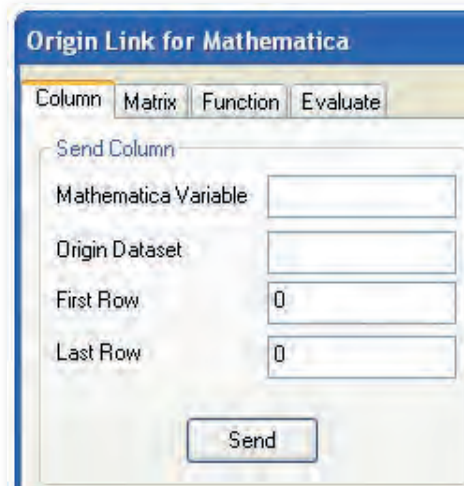 Origin Link for Mathematica
Column Matrix Function Evaluate
Send Column
Mathematica Variable
Origin Dataset
First Row 0
Last Row 0
Send